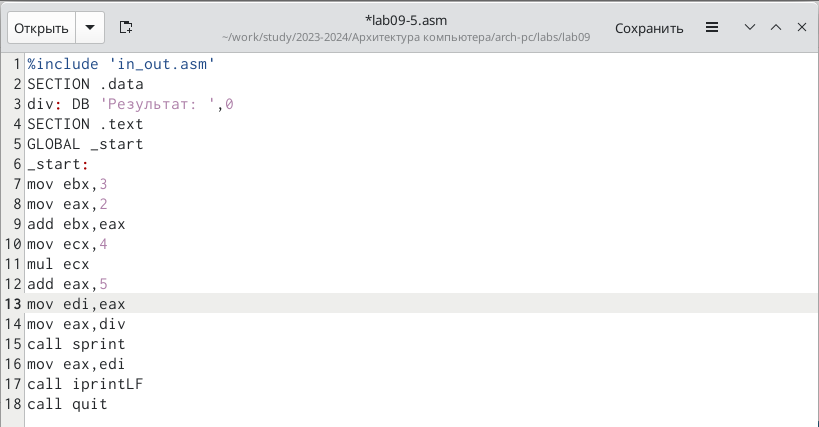 Открыть
*lab09-5.asm
~/work/study/2023-2024/Архитектура компьютера/arch-pc/labs/lab09
Сохранить
1 %include 'in_out.asm'
2 SECTION .data
3 div: DB 'Результат: ',0
4 SECTION .text
5 GLOBAL _start
6 _start:
7 mov ebx,3
8 mov eax,2
9 add ebx,eax
10 mov ecx,4
11 mul ecx
12 add eax,5
13 mov edi,eax
14 mov eax,div
15 call sprint
16 mov eax,edi
17 call iprintLF
18 call quit